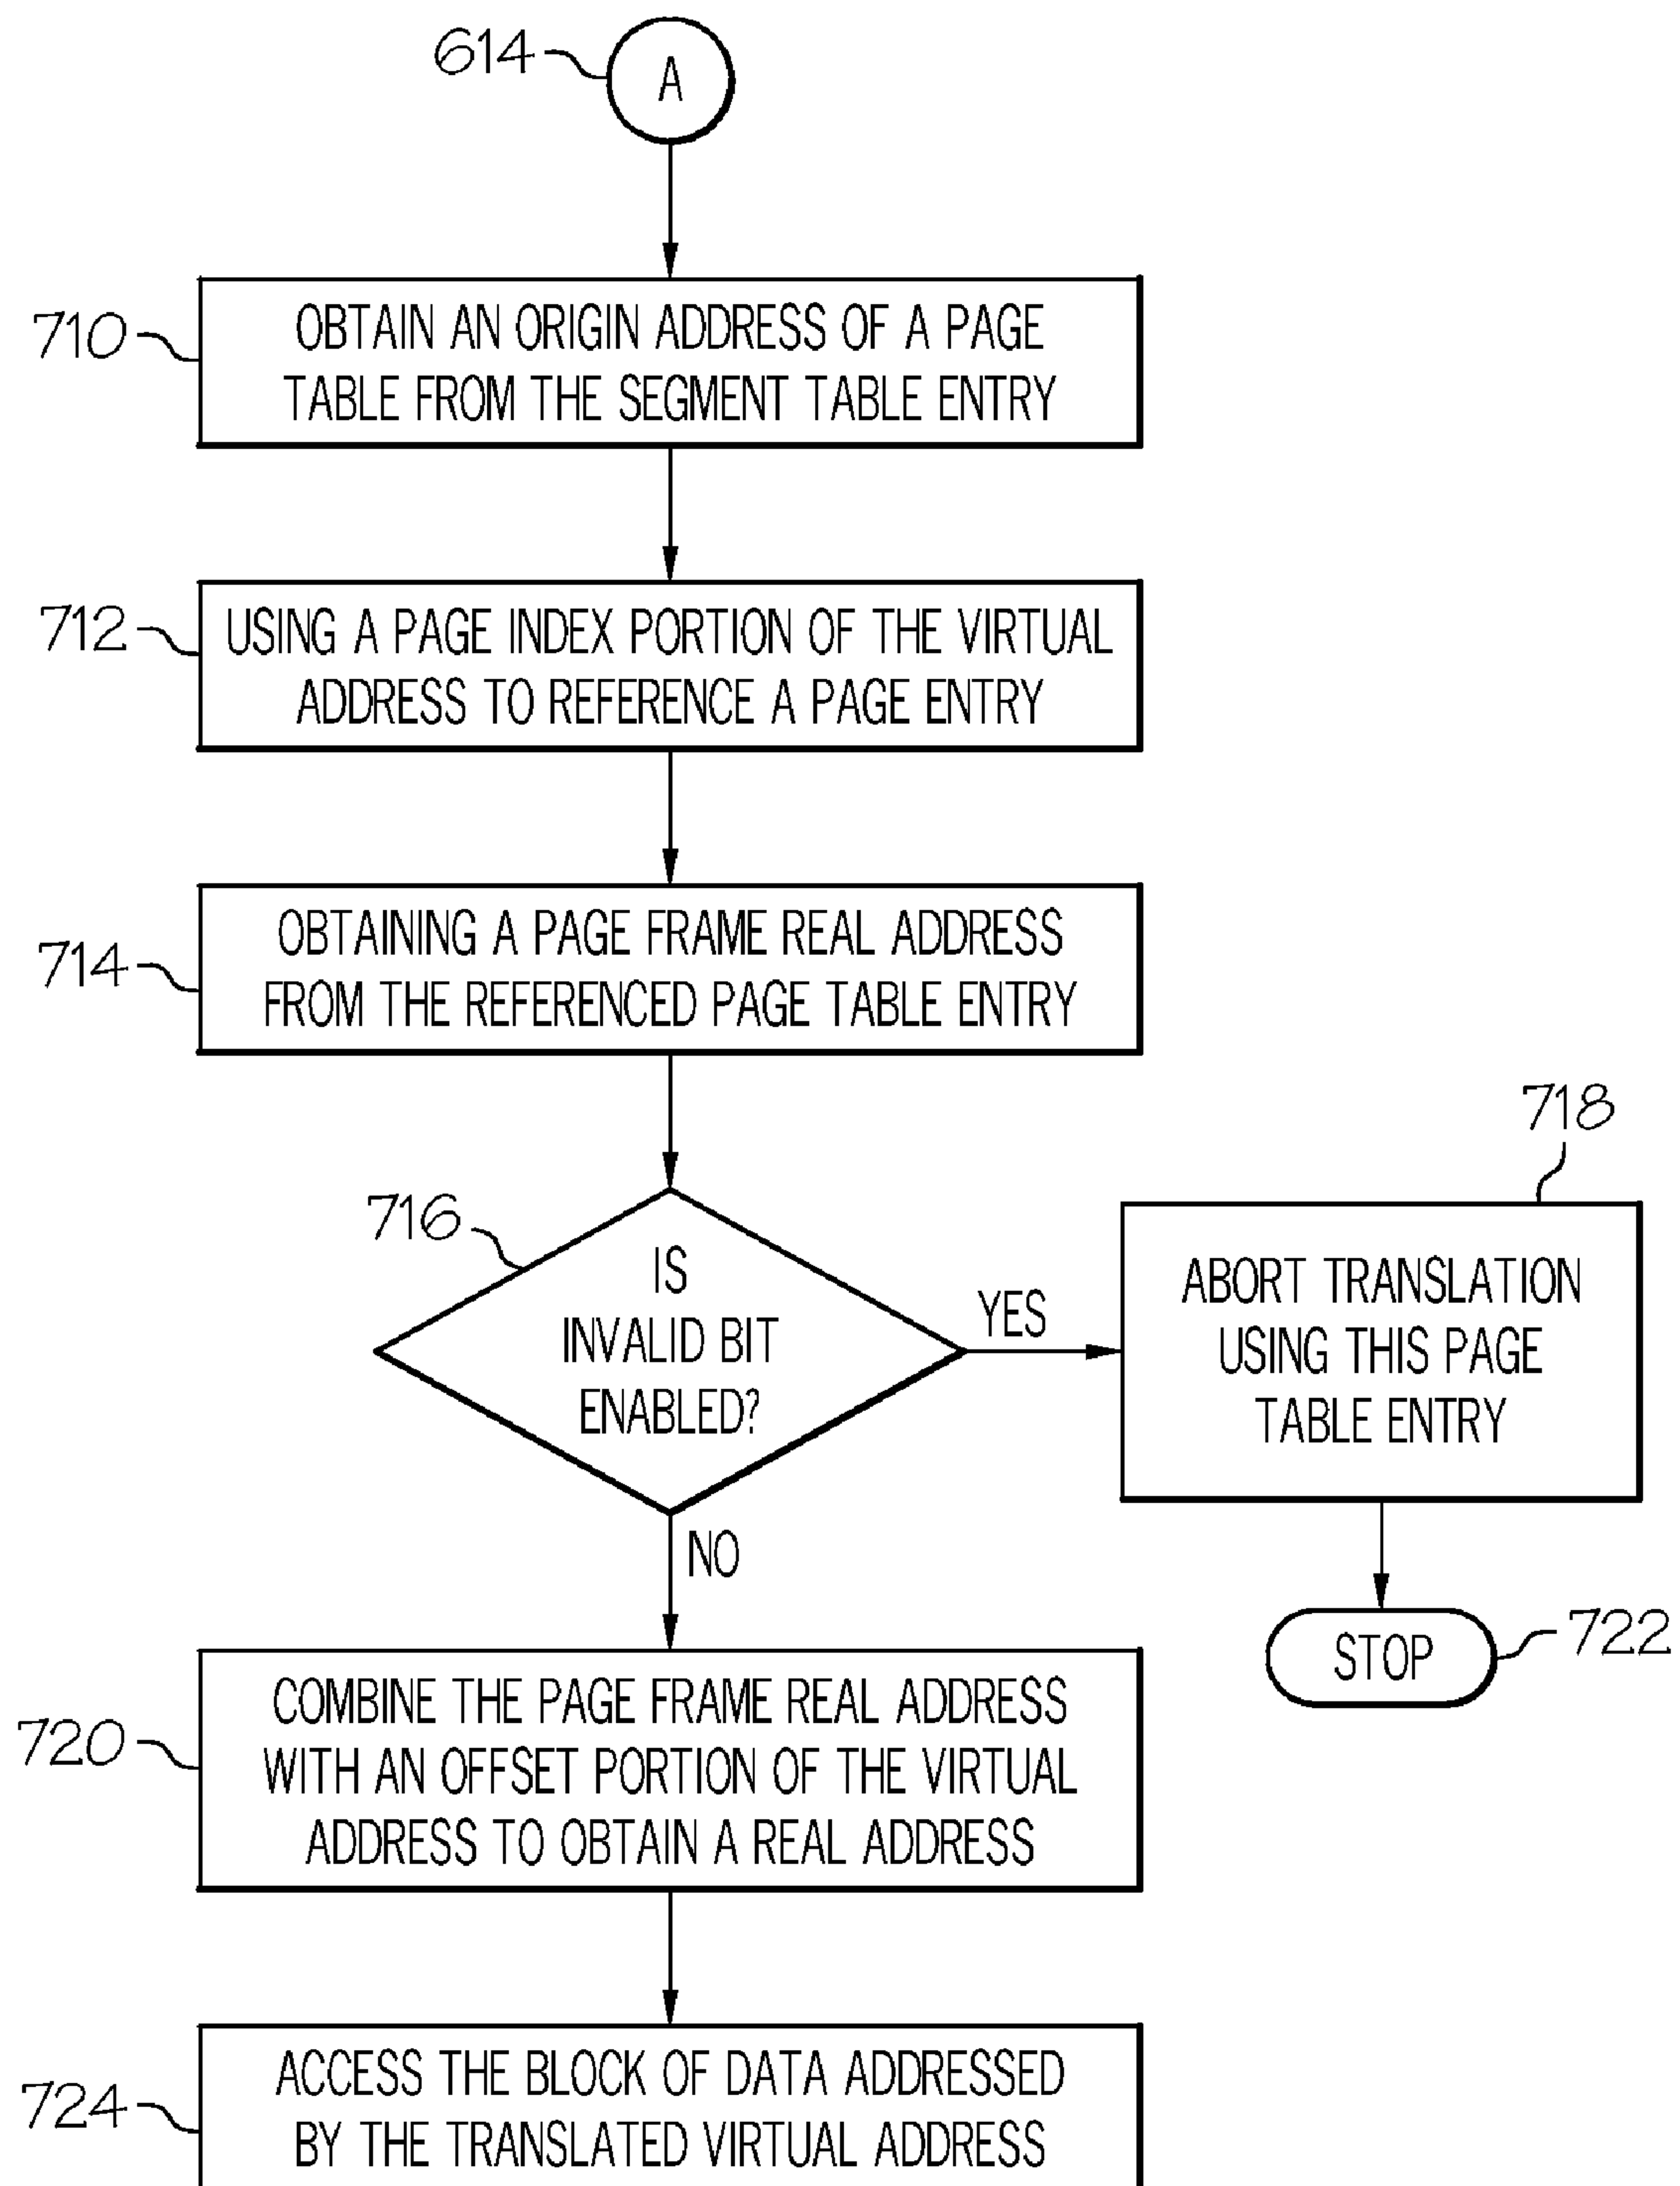 614
A
710
OBTAIN AN ORIGIN ADDRESS OF A PAGE
TABLE FROM THE SEGMENT TABLE ENTRY
712
USING A PAGE INDEX PORTION OF THE VIRTUAL
ADDRESS TO REFERENCE A PAGE ENTRY
714
OBTAINING A PAGE FRAME REAL ADDRESS
FROM THE REFERENCED PAGE TABLE ENTRY
716
IS
INVALID BIT
ENABLED?
YES
718
ABORT TRANSLATION
USING THIS PAGE
TABLE ENTRY
NO
STOP
722
720
COMBINE THE PAGE FRAME REAL ADDRESS
WITH AN OFFSET PORTION OF THE VIRTUAL
ADDRESS TO OBTAIN A REAL ADDRESS
724
ACCESS THE BLOCK OF DATA ADDRESSED
BY THE TRANSLATED VIRTUAL ADDRESS